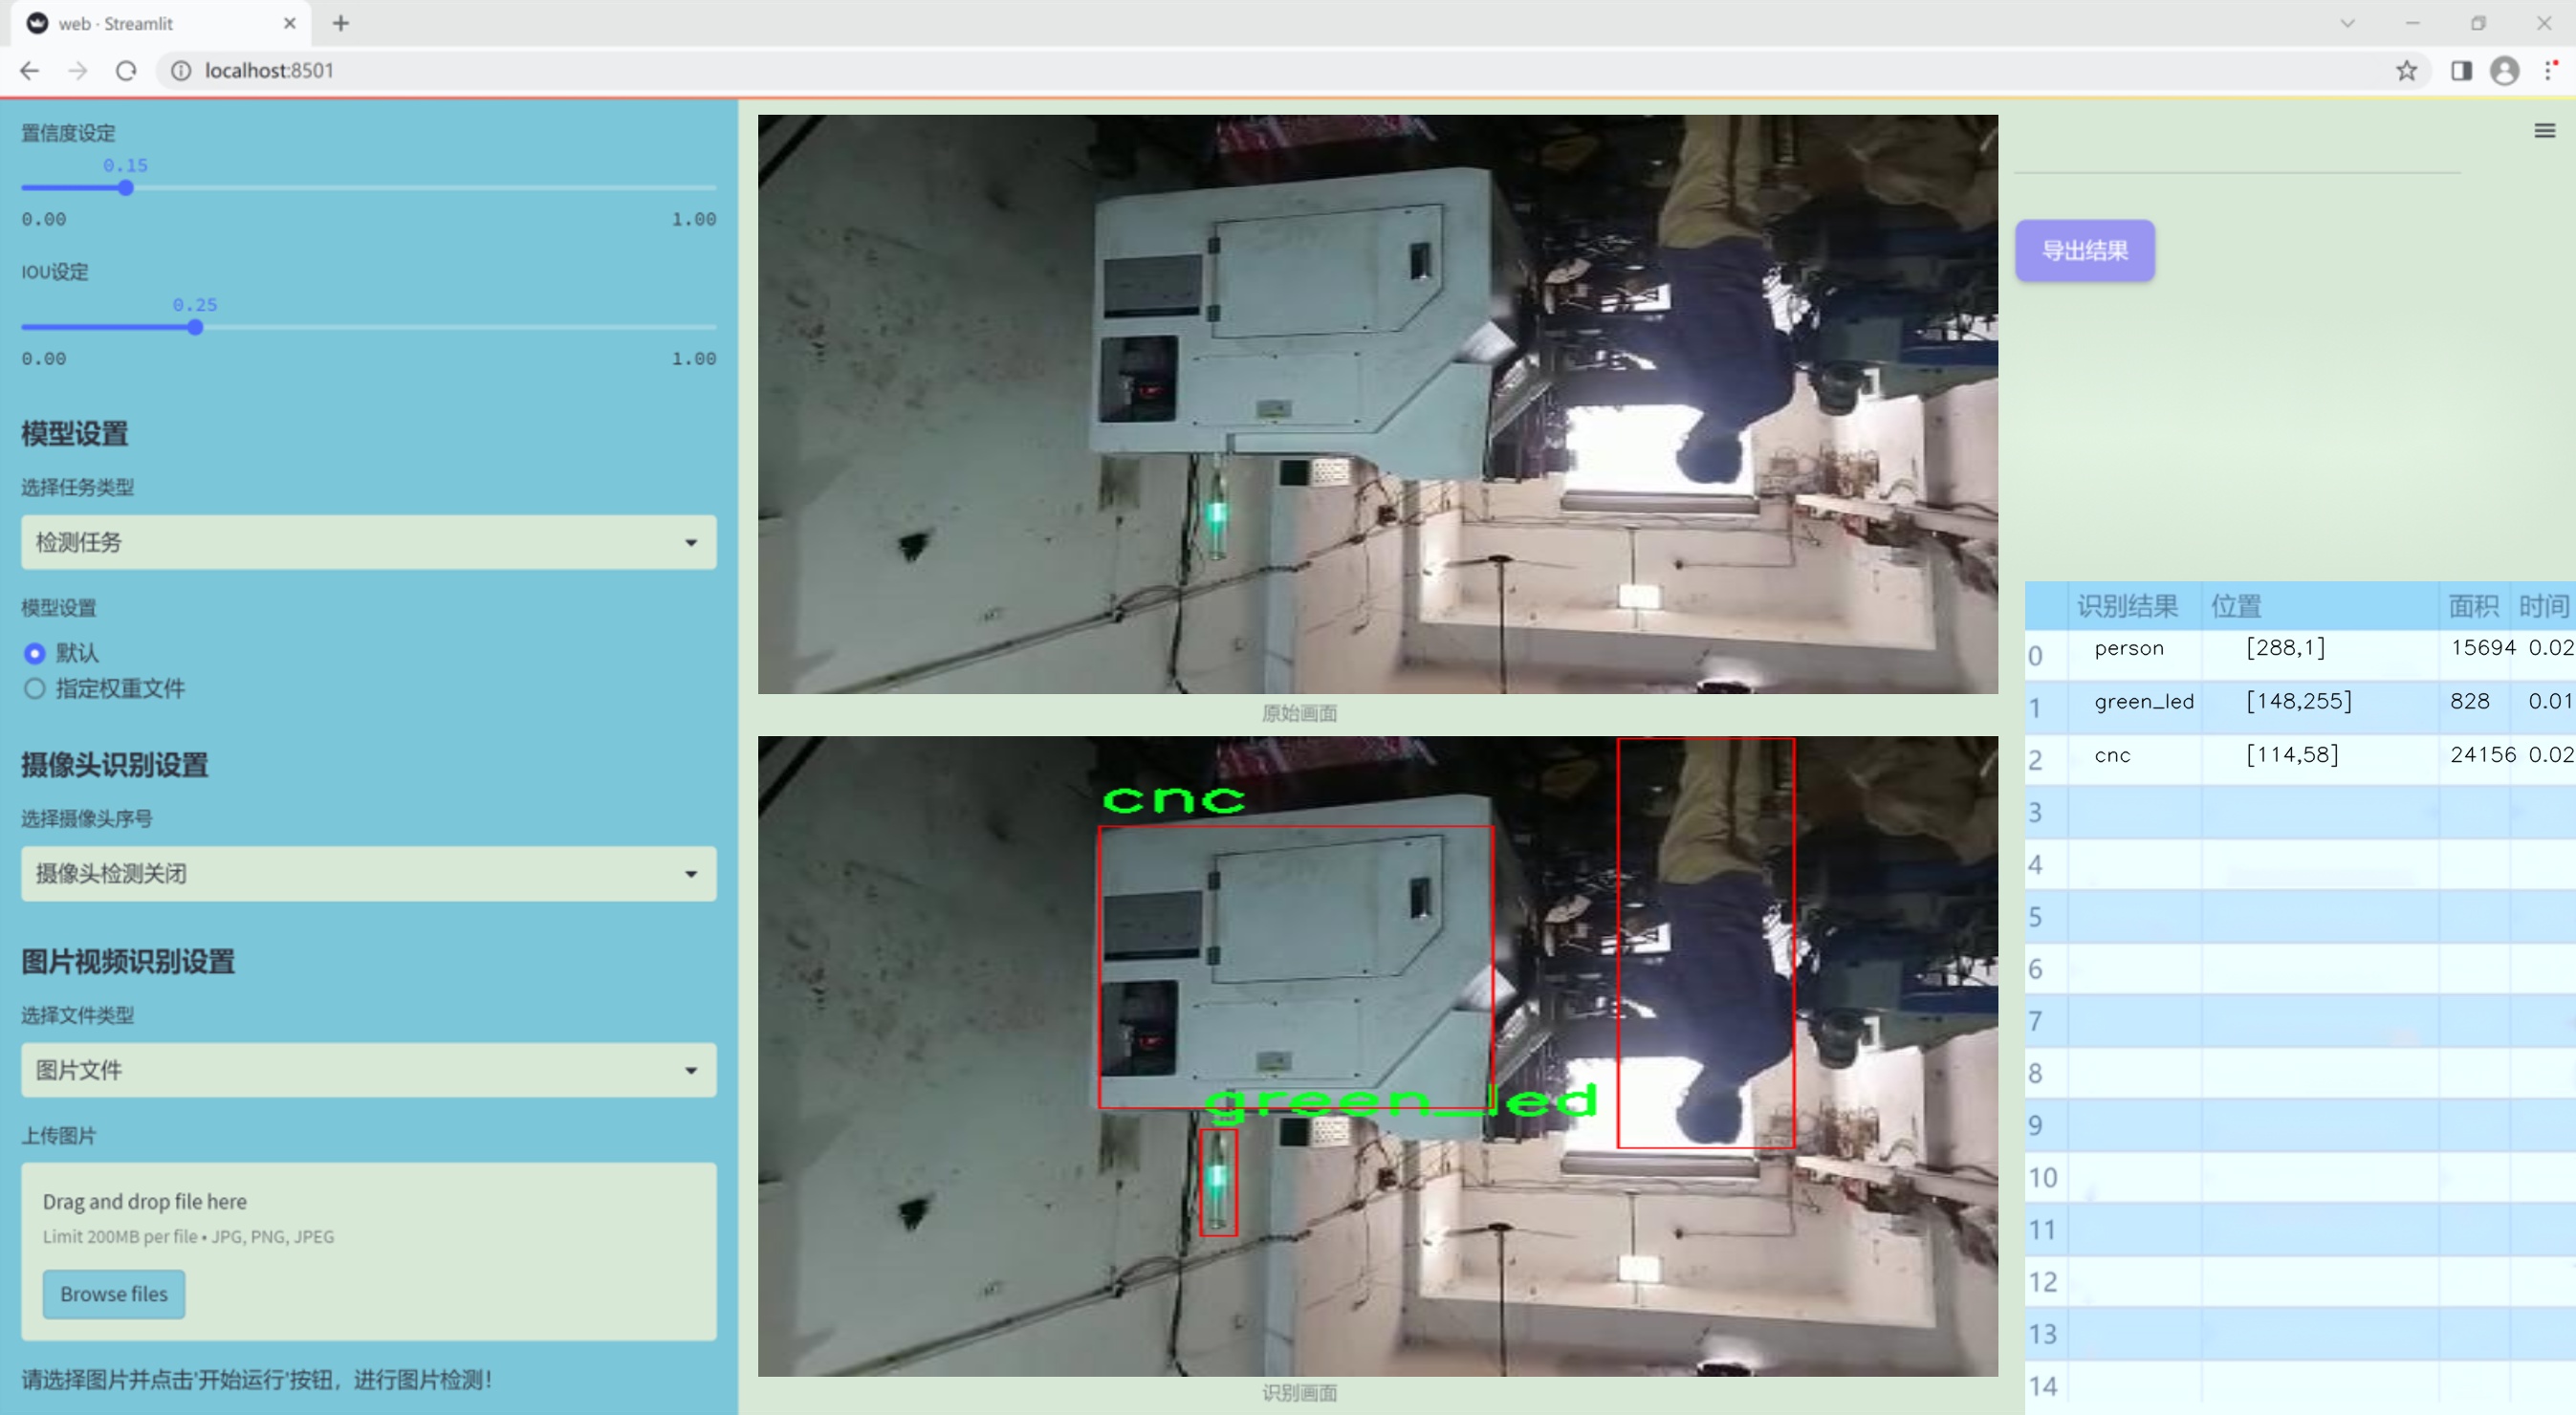 web · Streamlit
localhost:8501
置信度设定
0.15
0.00 1.00
IOU设定
0.25
0.00 1.00
模型设置
选择任务类型
检测任务
模型设置
默认
指定权重文件
摄像头识别设置
选择摄像头序号
摄像头检测关闭
图片视频识别设置
选择文件类型
图片文件
上传图片
Drag and drop file here
Limit 200MB per file • JPG, PNG, JPEG
Browse files
请选择图片并点击'开始运行'按钮，进行图片检测！
原始画面
cnc
green_led
识别画面
导出结果
识别结果 位置 面积 时间
0 person [288,1] 15694 0.02
1 green_led [148,255] 828 0.01
2 cnc [114,58] 24156 0.02
3
4
5
6
7
8
9
10
11
12
13
14